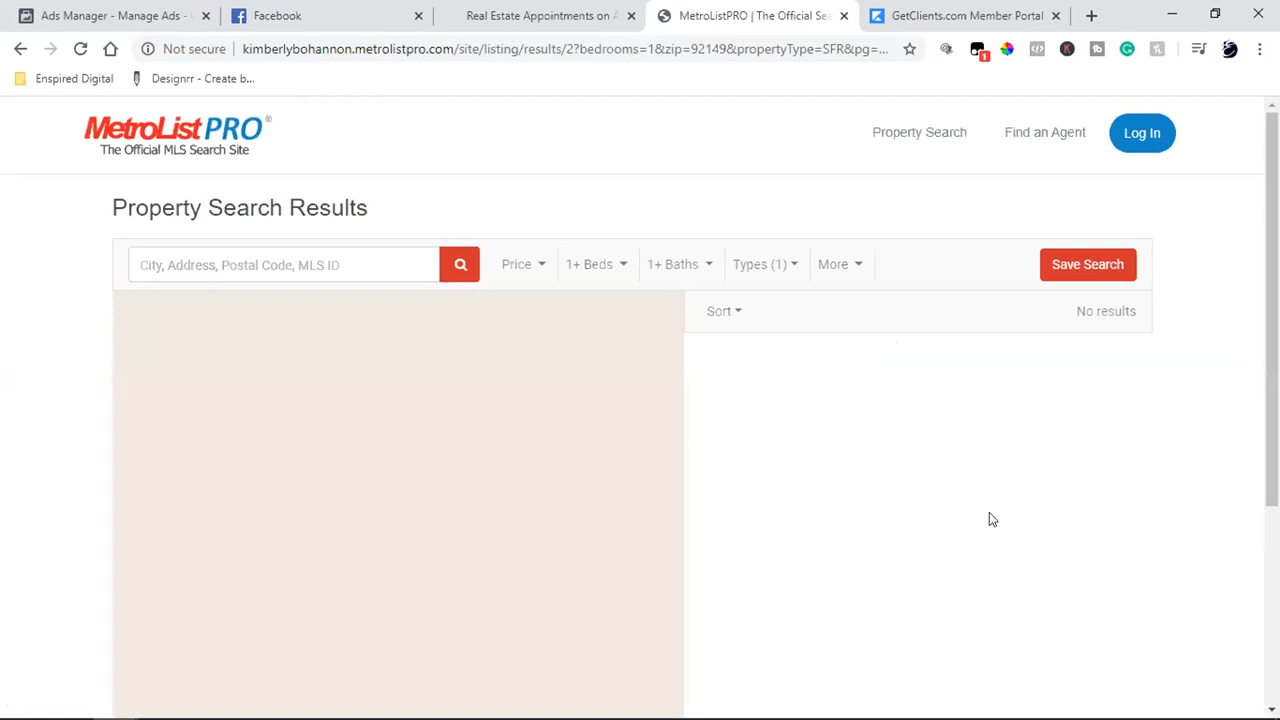 Ads Manager - Manage Ads -
Facebook
Real Estate Appointments on
MetroListPRO | The Official Sea
GetClients.com Member Portal
Not secure
kimberlybohannon.metrolistpro.com/site/listing/results/2?bedrooms=1&zip=92149&propertyType=SFR&pg=...
1
Enspired Digital
Designrr - Create b...
MetroList PRO ®
The Official MLS Search Site
Property Search
Find an Agent
Log In
Property Search Results
City, Address, Postal Code, MLS ID
Price
1+ Beds
1+ Baths
Types (1)
More
Save Search
Sort
No results